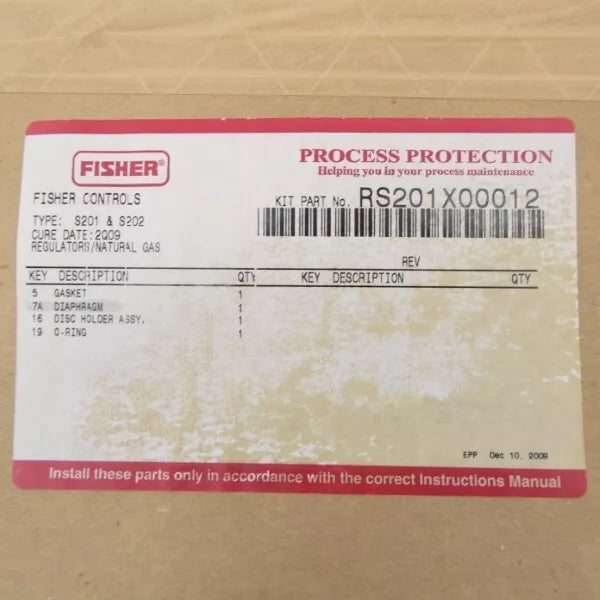 FISHER®
PROCESS PROTECTION
Helping you in your process maintenance
FISHER CONTROLS
KIT PART No. RS201X00012
TYPE: S201 & S202
CURE DATE:2Q09
REGULATORS/NATURAL GAS
REV
KEY DESCRIPTION QTY KEY DESCRIPTION QTY
5 GASKET 1
7A DIAPHRAGM 1
16 DISC HOLDER ASSY. 1
19 O-RING 1
EPP Dec 10, 2009
Install these parts only in accordance with the correct Instructions Manual